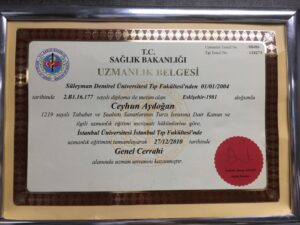 T.C.
SAĞLIK BAKANLIĞI
UZMANLIK BELGESİ
Süleyman Demirel Üniversitesi Tıp Fakültesi'nden 01/01/2004
tarihinde 2.B1.16.177 sayılı diploma ile mezun olan Eskişehir-1981 doğumlu
Ceyhun Aydoğan
1219 sayılı Tababet ve Şuabatı San'atlarının Tarzı İcrasına Dair Kanun ve
ilgili uzmanlık eğitimi mevzuatı hükümlerine göre,
İstanbul Üniversitesi İstanbul Tıp Fakültesi'nde
uzmanlık eğitimini tamamlayarak 27/12/2010 tarihinde
Genel Cerrahi
alanında uzman ünvanını kazanmıştır.